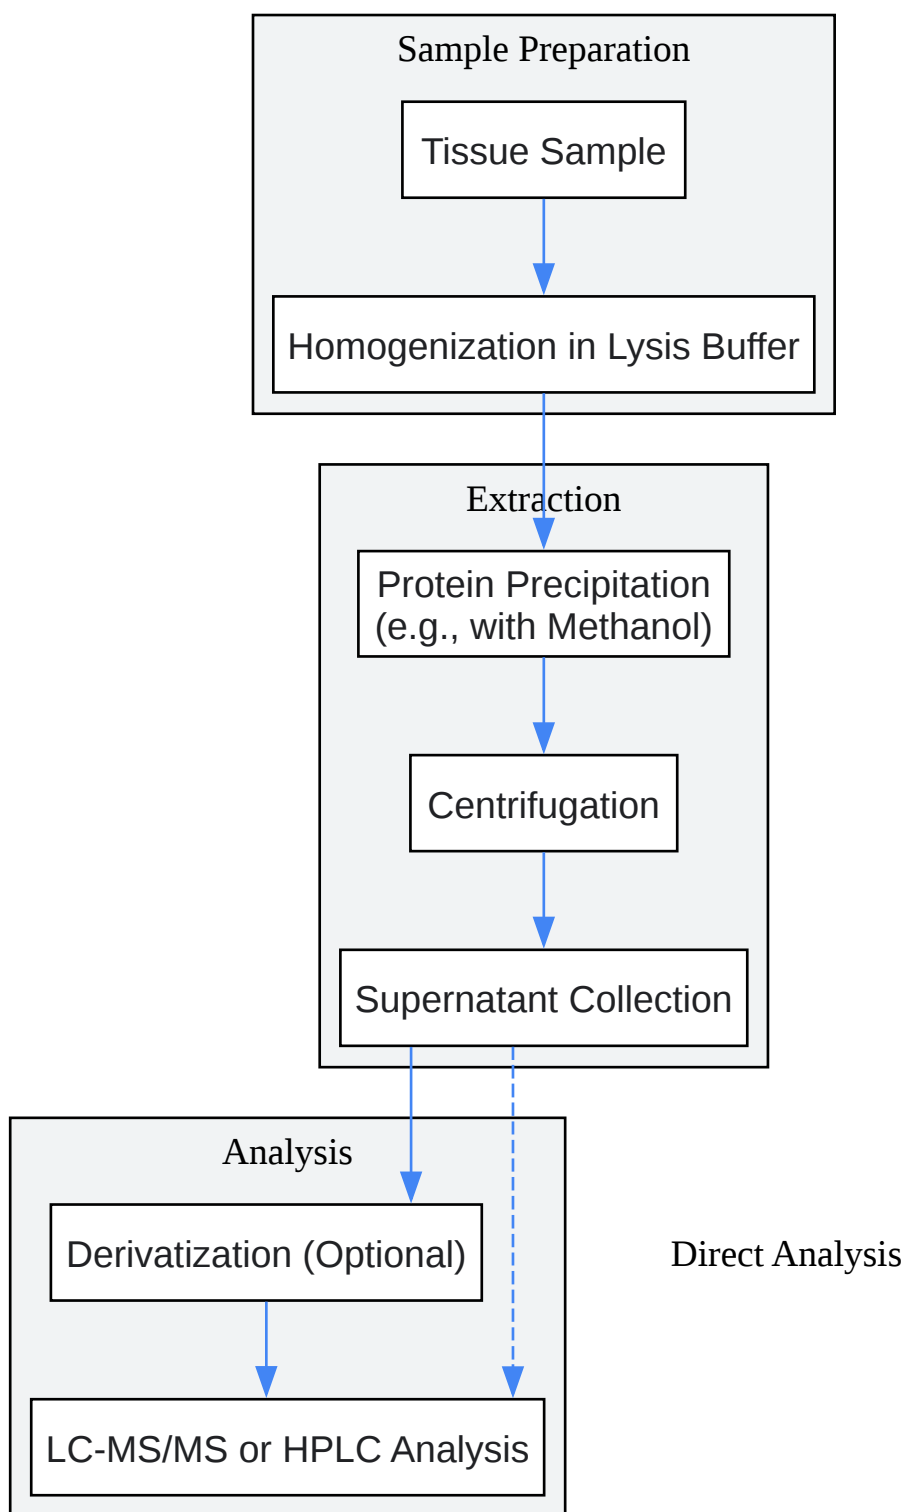 Sample Preparation
Tissue Sample
Homogenization in Lysis Buffer
Extraction
Protein Precipitation
(e.g., with Methanol)
Centrifugation
Supernatant Collection
Analysis
Derivatization (Optional)
Direct Analysis
LC-MS/MS or HPLC Analysis